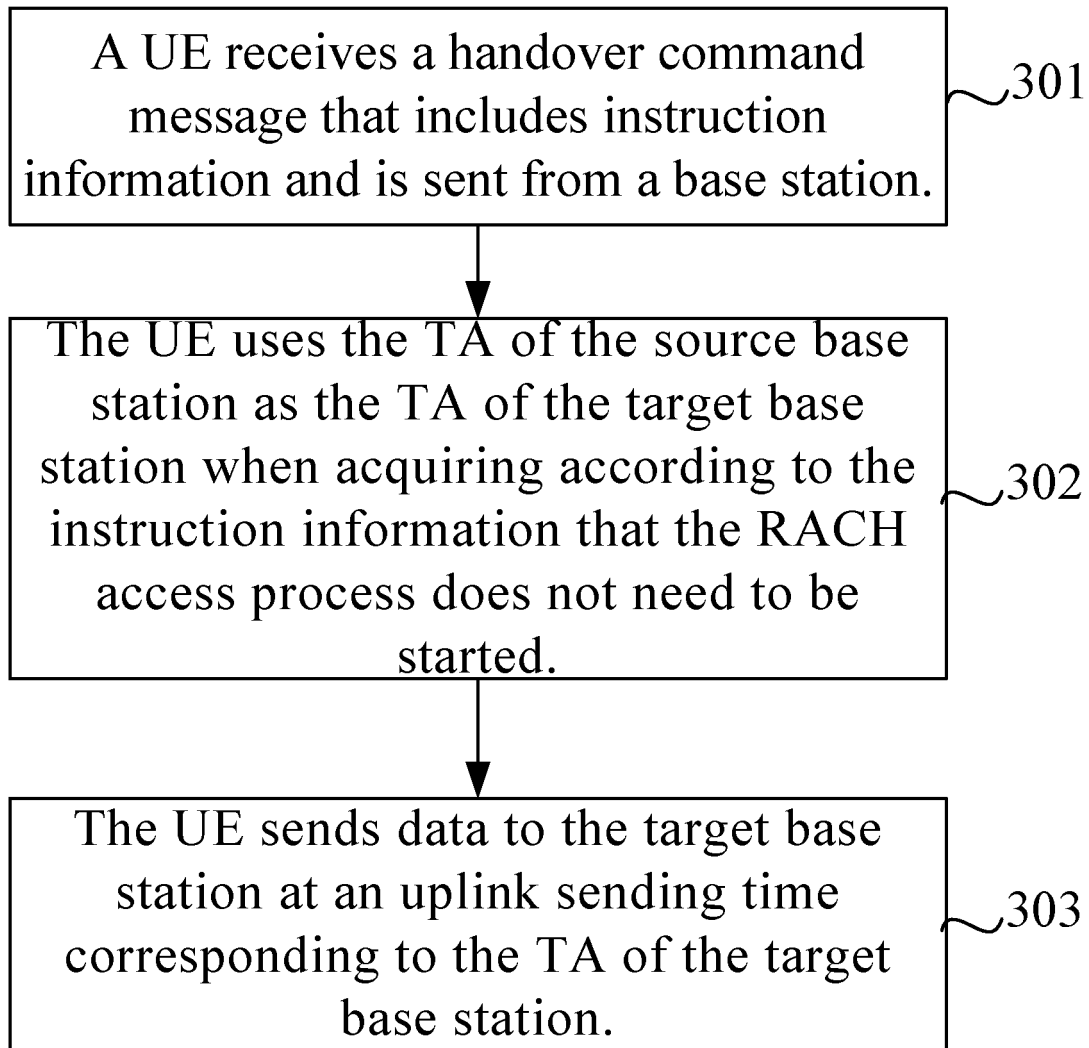 A UE receives a handover command
message that includes instruction
information and is sent from a base station.
301
The UE uses the TA of the source base
station as the TA of the target base
station when acquiring according to the
instruction information that the RACH
access process does not need to be
started.
302
The UE sends data to the target base
station at an uplink sending time
corresponding to the TA of the target
base station.
303